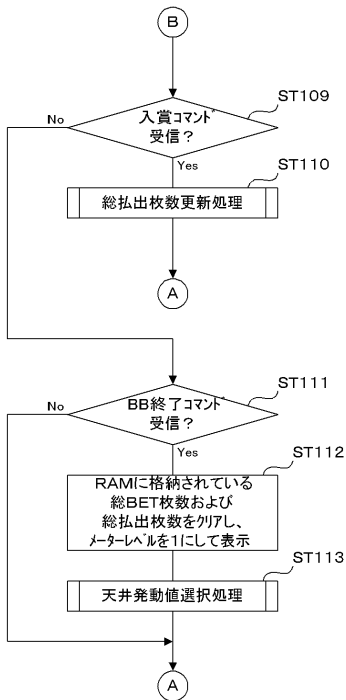 B
ST109
入賞コマンド
受信？
No
Yes
ST110
総払出枚数更新処理
A
ST111
BB終了コマンド
受信？
No
Yes
ST112
RAMに格納されている
総BET枚数および
総払出枚数をクリアし、
メーターレベルを1にして表示
ST113
天井発動値選択処理
A